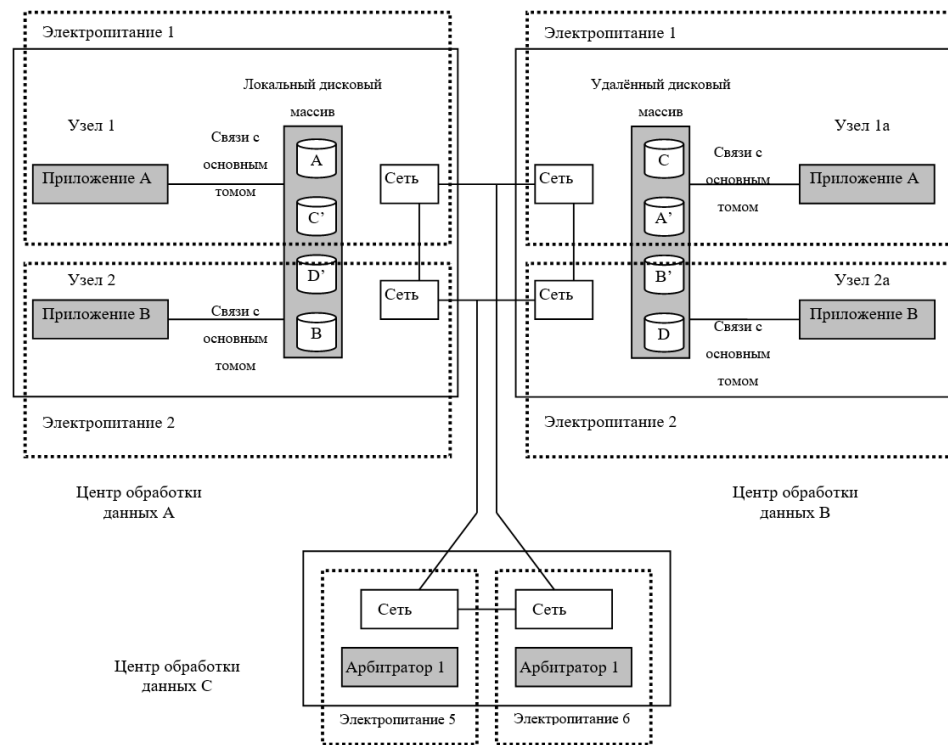 Электропитание 1
Локальный дисковый
массив
Узел 1
Связи с
основным
томом
Приложение А
A
C’
D’
B
Сеть
Сеть
Узел 2
Приложение В
Связи с
основным
томом
Электропитание 2
Центр обработки
данных А
Электропитание 1
Удалённый дисковый
массив
Узел 1а
Связи с
основным
томом
Приложение А
C
A’
B’
D
Сеть
Сеть
Узел 2а
Приложение В
Связи с
основным
томом
Электропитание 2
Центр обработки
данных В
Сеть
Сеть
Арбитратор 1
Арбитратор 1
Центр обработки
данных С
Электропитание 5
Электропитание 6